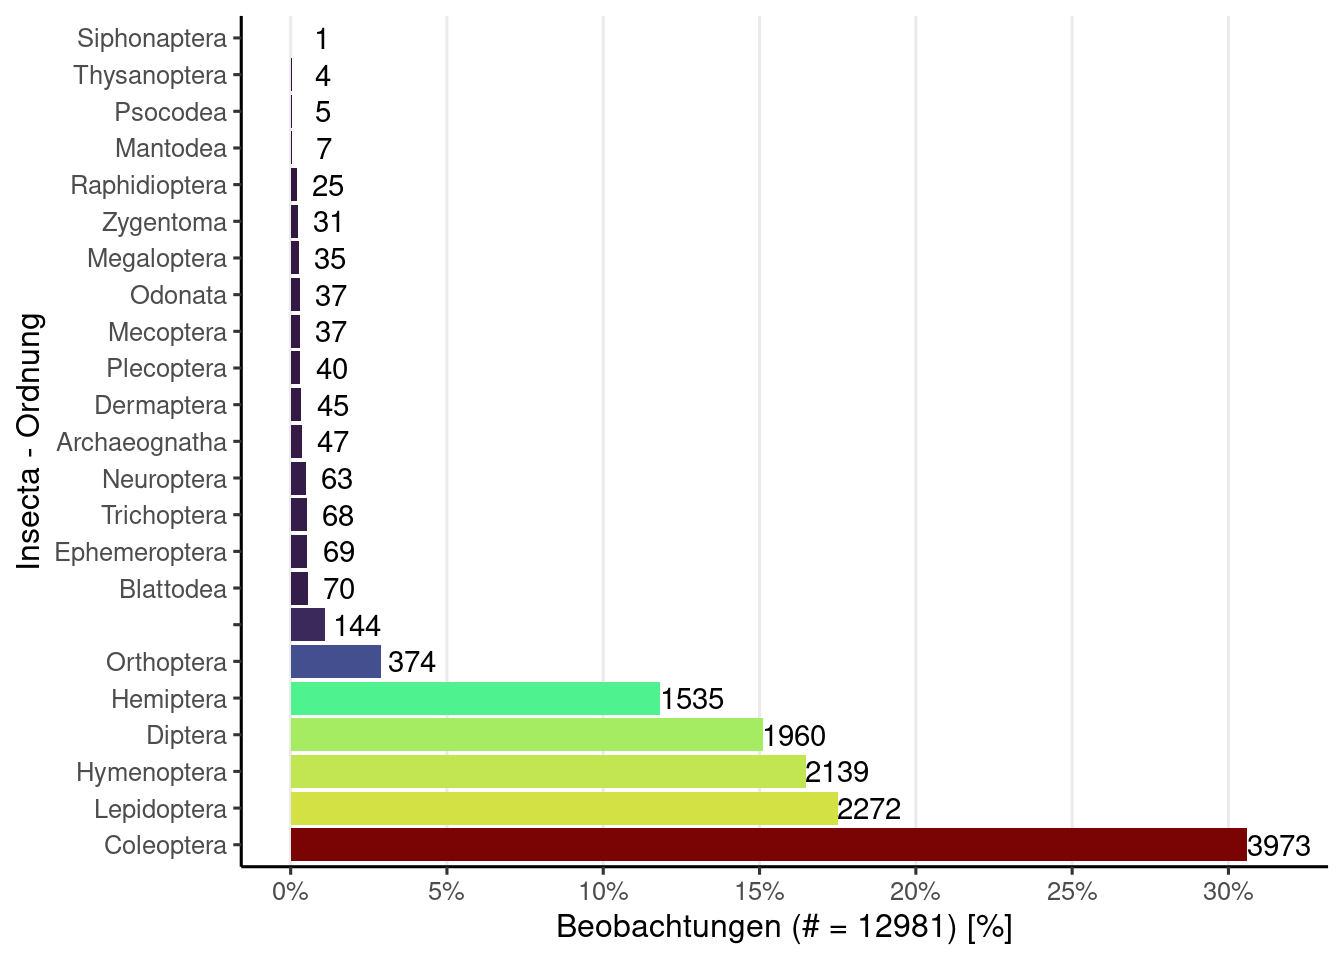 Siphonaptera 1
Thysanoptera 4
Psocodea 5
Mantodea 7
Raphidioptera 25
Zygentoma 31
Megaloptera 35
Odonata 37
Mecoptera 37
Plecoptera 40
Dermaptera 45
Archaeognatha 47
Neuroptera 63
Trichoptera 68
Ephemeroptera 69
Blattodea 70
144
Orthoptera 374
Hemiptera 1535
Diptera 1960
Hymenoptera 2139
Lepidoptera 2272
Coleoptera 3973
0% 5% 10% 15% 20% 25% 30%
Beobachtungen (# = 12981) [%]
Insecta - Ordnung